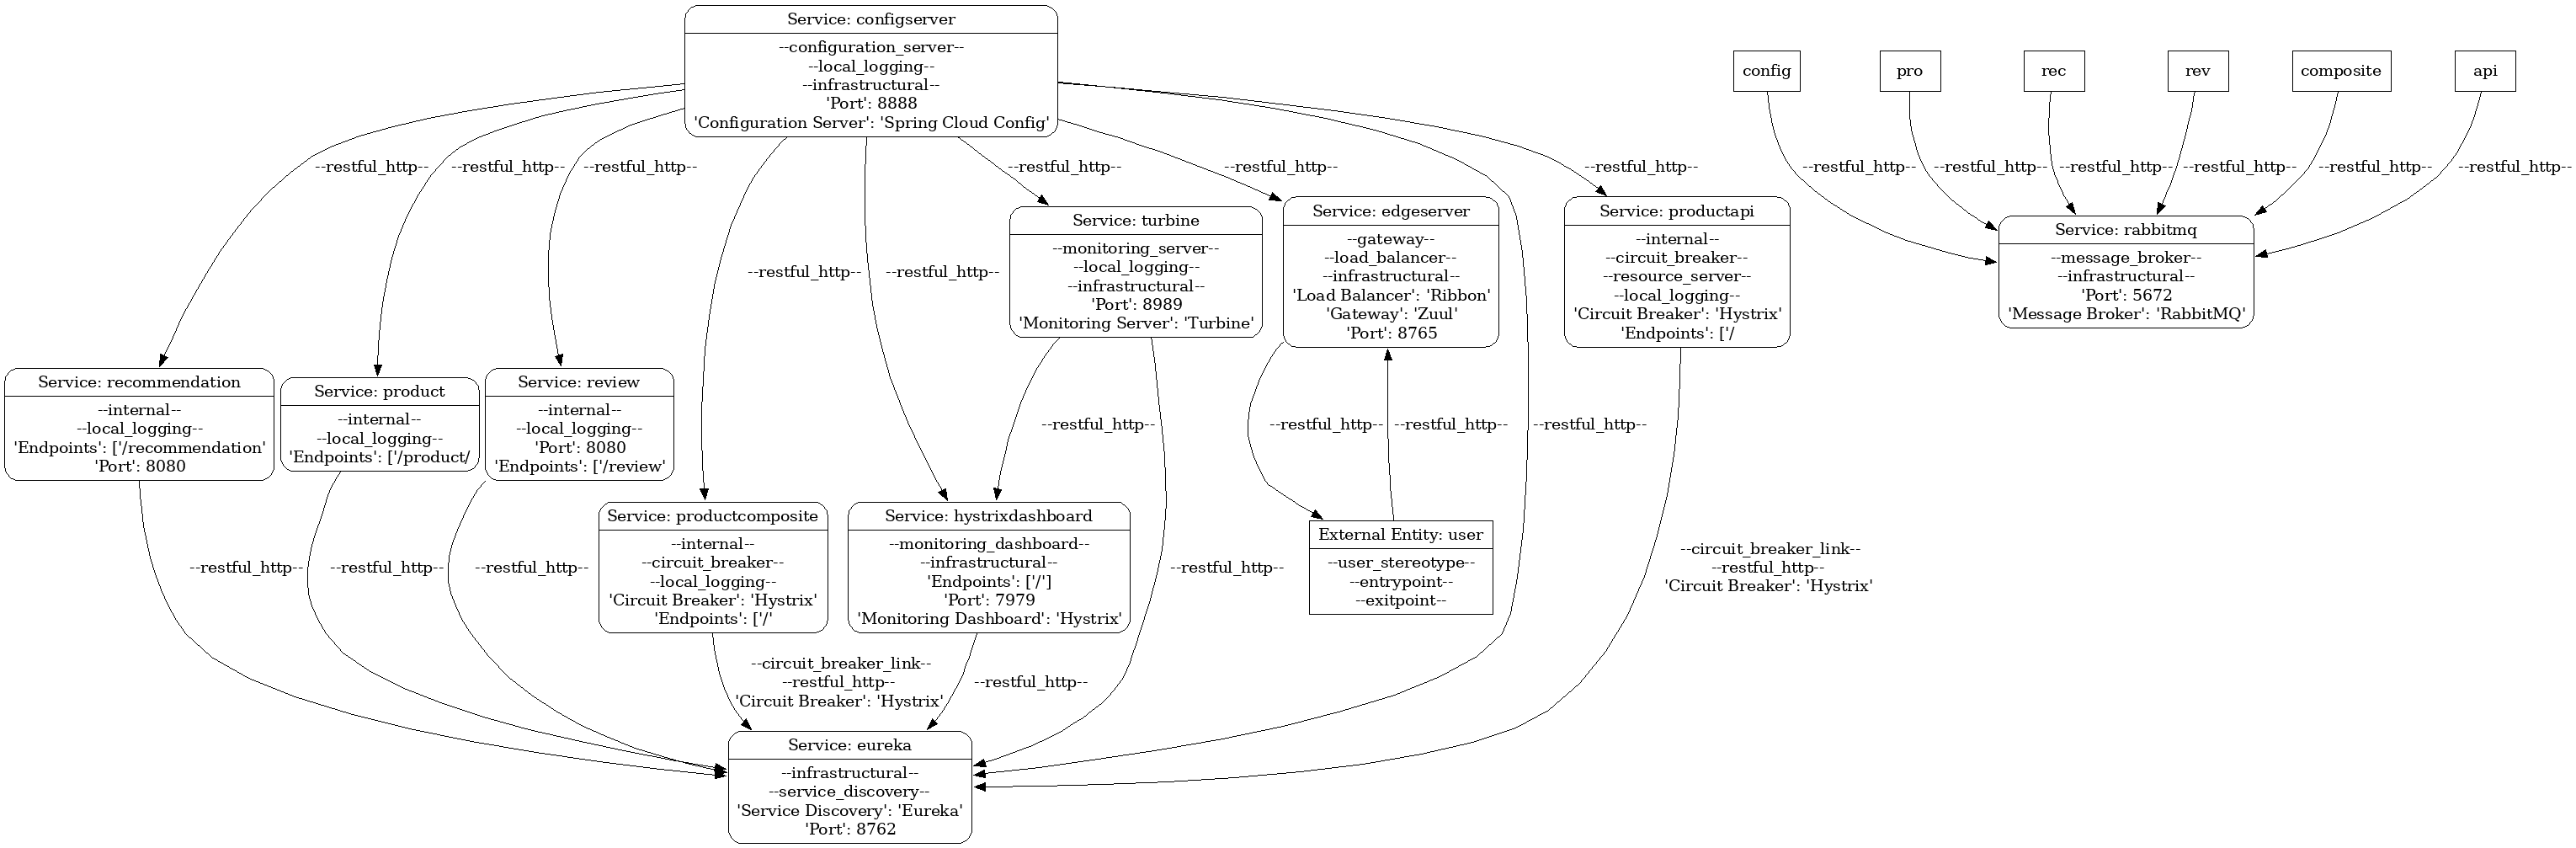 Service: configserver
--configuration_server--
--local_logging--
--infrastructural--
'Port': 8888
'Configuration Server': 'Spring Cloud Config'
config
pro
rec
rev
composite
api
--restful_http--
--restful_http--
--restful_http--
--restful_http--
--restful_http--
--restful_http--
--restful_http--
--restful_http--
--restful_http--
--restful_http--
--restful_http--
--restful_http--
--restful_http--
--restful_http--
Service: turbine
--monitoring_server--
--local_logging--
--infrastructural--
'Port': 8989
'Monitoring Server': 'Turbine'
Service: edgeserver
--gateway--
--load_balancer--
--infrastructural--
'Load Balancer': 'Ribbon'
'Gateway': 'Zuul'
'Port': 8765
Service: productapi
--internal--
--circuit_breaker--
--resource_server--
--local_logging--
'Circuit Breaker': 'Hystrix'
'Endpoints': ['/
Service: rabbitmq
--message_broker--
--infrastructural--
'Port': 5672
'Message Broker': 'RabbitMQ'
Service: recommendation
--internal--
--local_logging--
'Endpoints': ['/recommendation'
'Port': 8080
Service: product
--internal--
--local_logging--
'Endpoints': ['/product/
Service: review
--internal--
--local_logging--
'Port': 8080
'Endpoints': ['/review'
--restful_http--
--restful_http--
--restful_http--
--restful_http--
Service: productcomposite
--internal--
--circuit_breaker--
--local_logging--
'Circuit Breaker': 'Hystrix'
'Endpoints': ['/'
Service: hystrixdashboard
--monitoring_dashboard--
--infrastructural--
'Endpoints': ['/']
'Port': 7979
'Monitoring Dashboard': 'Hystrix'
External Entity: user
--user_stereotype--
--entrypoint--
--exitpoint--
--restful_http--
--restful_http--
--restful_http--
--restful_http--
--circuit_breaker_link--
--restful_http--
'Circuit Breaker': 'Hystrix'
--circuit_breaker_link--
--restful_http--
'Circuit Breaker': 'Hystrix'
--restful_http--
Service: eureka
--infrastructural--
--service_discovery--
'Service Discovery': 'Eureka'
'Port': 8762